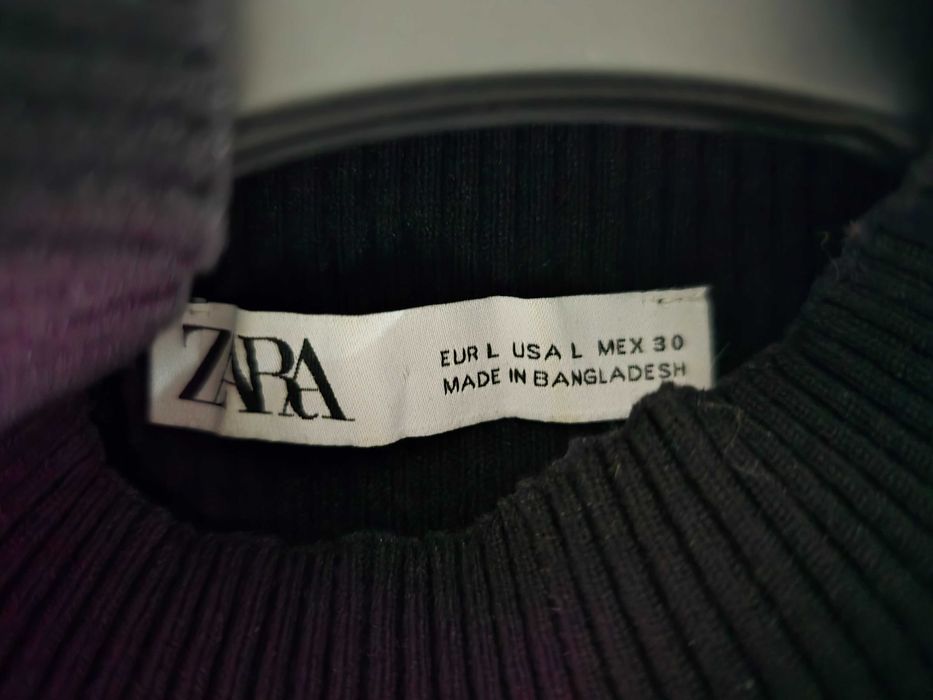 ZARA
EUR L USA L MEX 30
MADE IN BANGLADESH